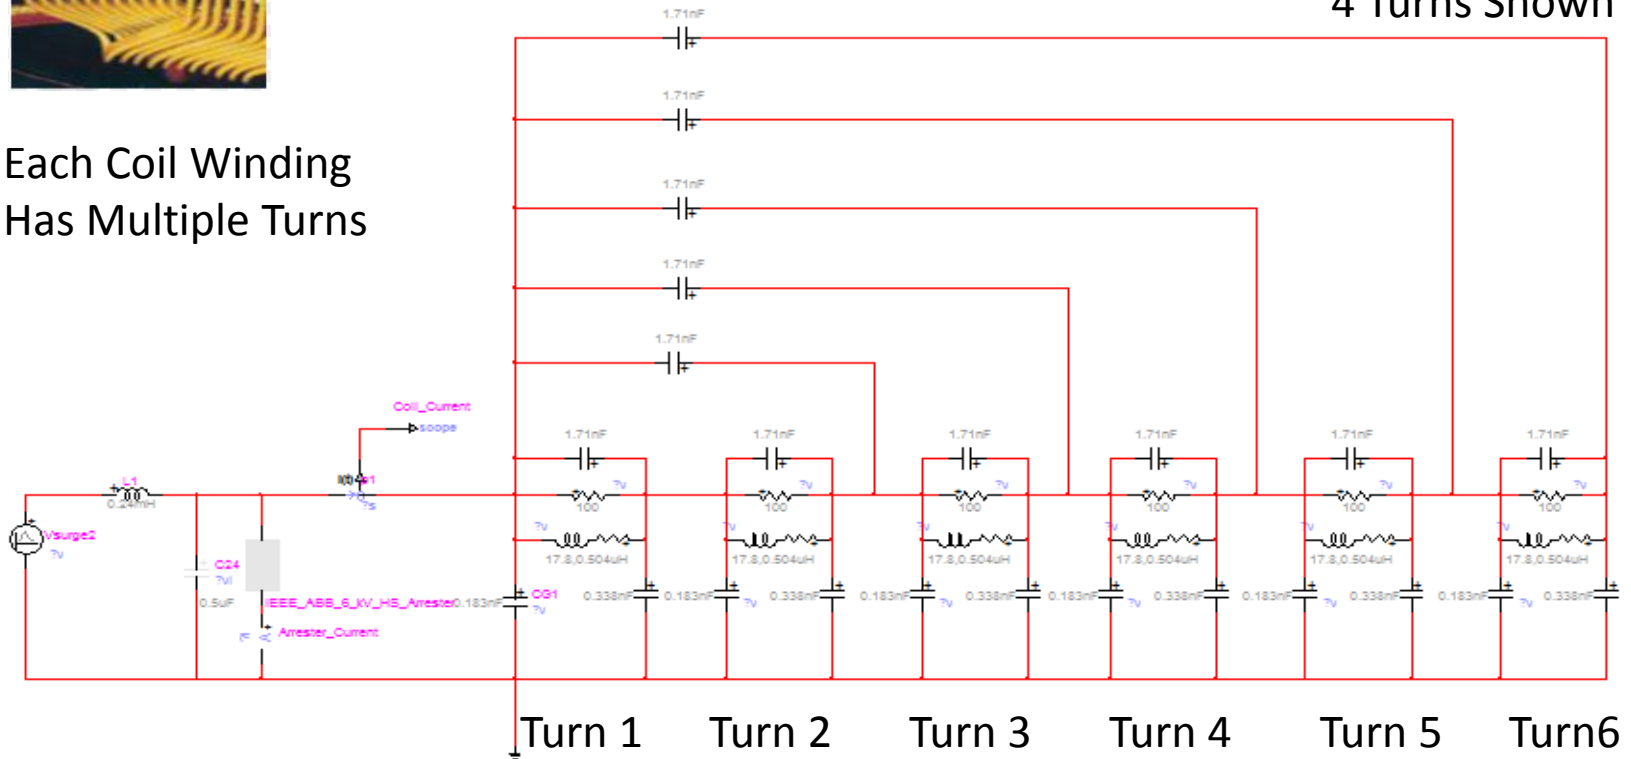 4 Turns Shown
1.71nF
1.71nF
Each Coil Winding
Has Multiple Turns
1.71nF
1.71nF
1.71nF
Coil_Current
scope
1.71nF 1.71nF 1.71nF 1.71nF 1.71nF 1.71nF
L1
0.24mH
?s
?v ?v ?v ?v ?v ?v
100 100 100 100 100 100
Vsurge2
?v
?v ?v ?v ?v ?v ?v
17.8,0.504uH 17.8,0.504uH 17.8,0.504uH 17.8,0.504uH 17.8,0.504uH 17.8,0.504uH
C24
?vi
0.5uF
IEEE_ABB_6_kV_HS_Arrester
0.183nF CG1 0.338nF 0.183nF 0.338nF 0.183nF 0.338nF 0.183nF 0.338nF 0.183nF 0.338nF 0.183nF 0.338nF
?v ?v ?v ?v ?v ?v
Arrester_Current
Turn 1 Turn 2 Turn 3 Turn 4 Turn 5 Turn6